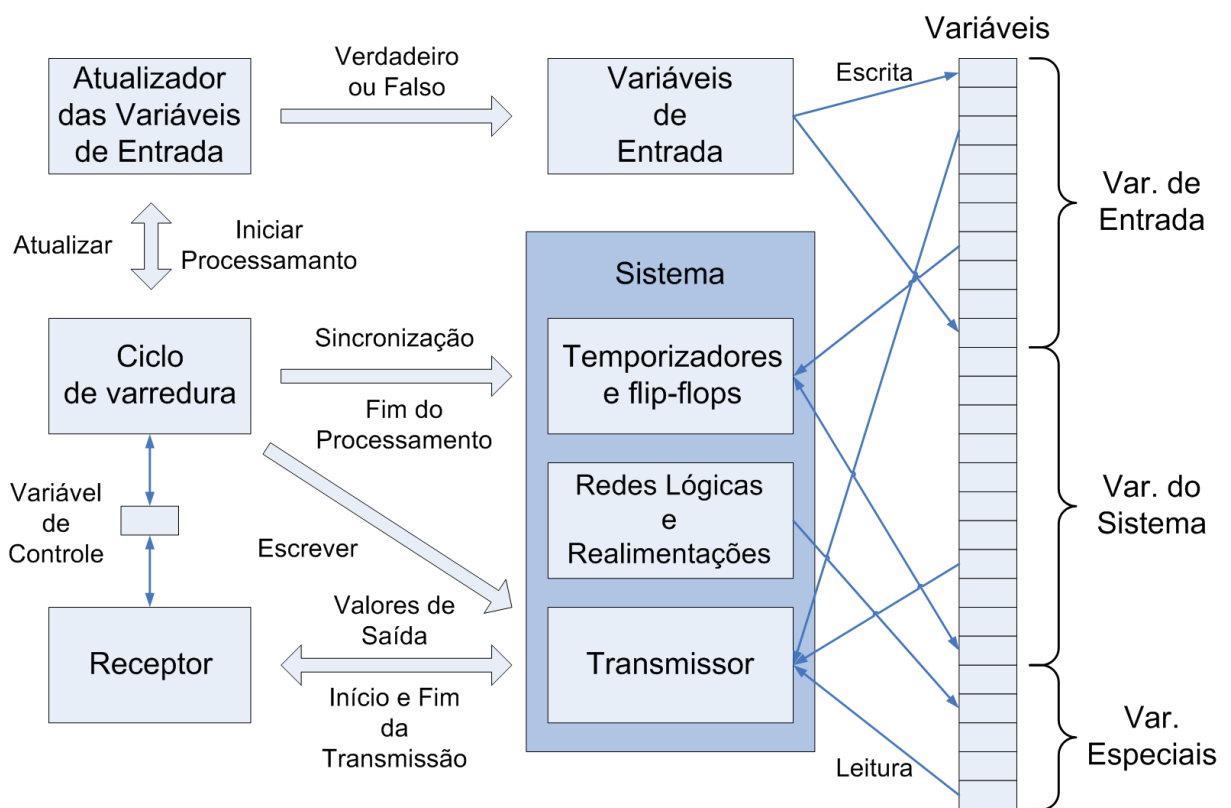 Variáveis
Atualizador
das Variáveis
de Entrada
Verdadeiro
ou Falso
Variáveis
de
Entrada
Escrita
Var. de
Entrada
Atualizar
Iniciar
Processamanto
Sistema
Ciclo
de varredura
Sincronização
Fim do
Processamento
Temporizadores
e flip-flops
Variável
de
Controle
Escrever
Redes Lógicas
e
Realimentações
Var. do
Sistema
Receptor
Valores de
Saída
Início e Fim
da
Transmissão
Transmissor
Leitura
Var.
Especiais